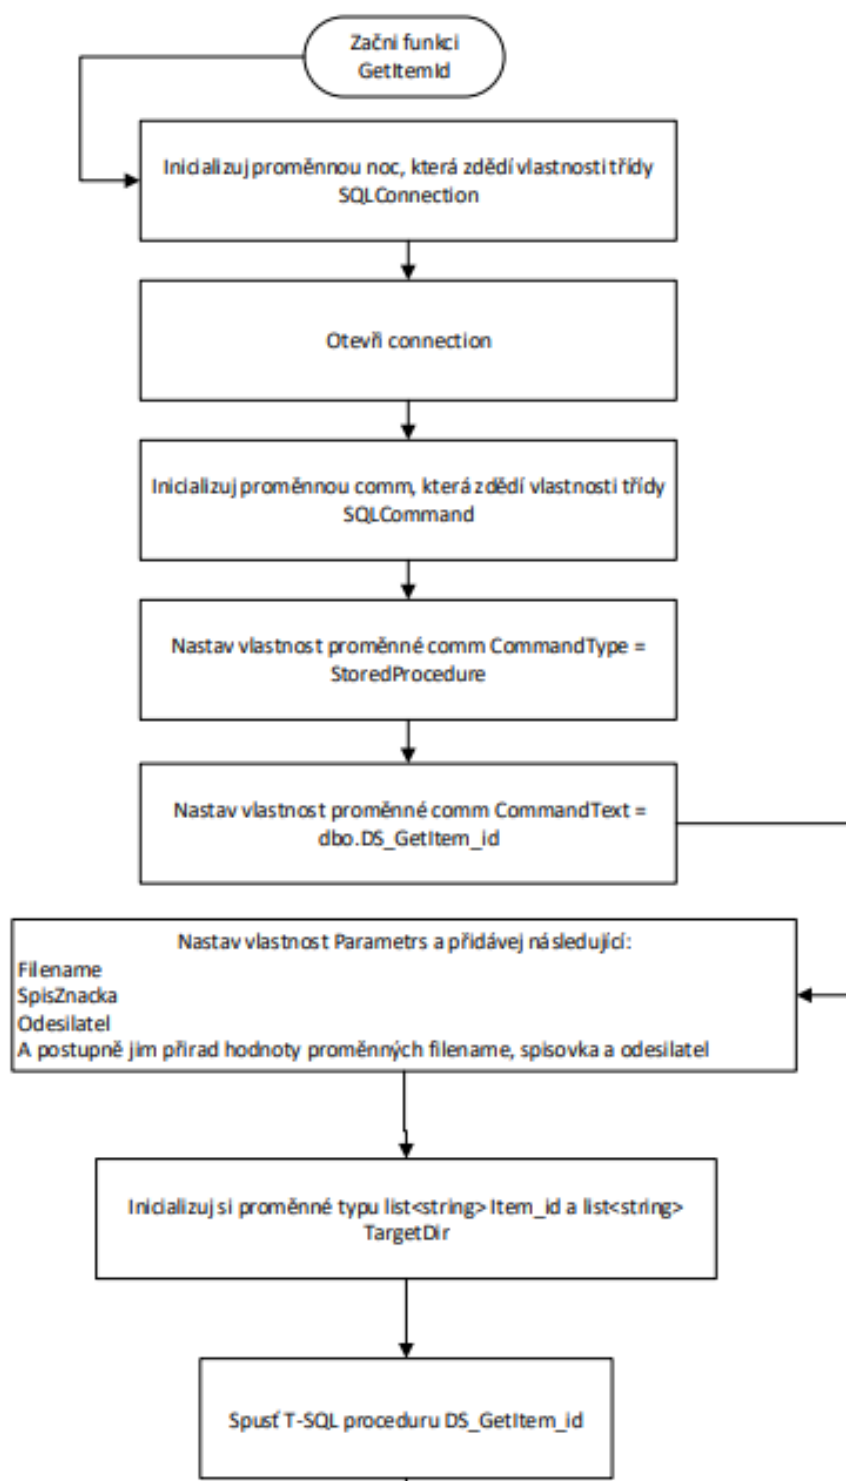 Začni funkci
GetItemId
Inicializuj proměnnou noc, která zdědí vlastnosti třídy
SQLConnection
Otevři connection
Inicializuj proměnnou comm, která zdědí vlastnosti třídy
SQLCommand
Nastav vlastnost proměnné comm CommandType =
StoredProcedure
Nastav vlastnost proměnné comm CommandText =
dbo.DS_GetItem_id
Nastav vlastnost Parametrs a přidávej následující:
Filename
SpisZnacka
Odesilatel
A postupně jim přirad hodnoty proměnných filename, spisovka a odesilatel
Inicializuj si proměnné typu list<string> Item_id a list<string>
TargetDir
Spusť T-SQL proceduru DS_GetItem_id